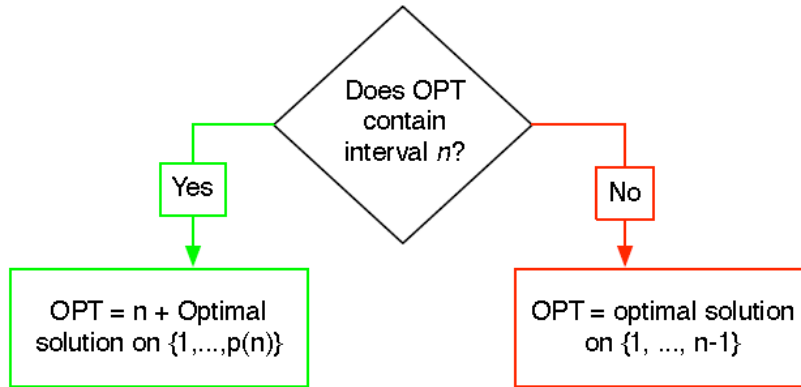 Does OPT
contain
interval n?
Yes
No
OPT = n + Optimal
solution on {1,...,p(n)}
OPT = optimal solution
on {1, ..., n-1}